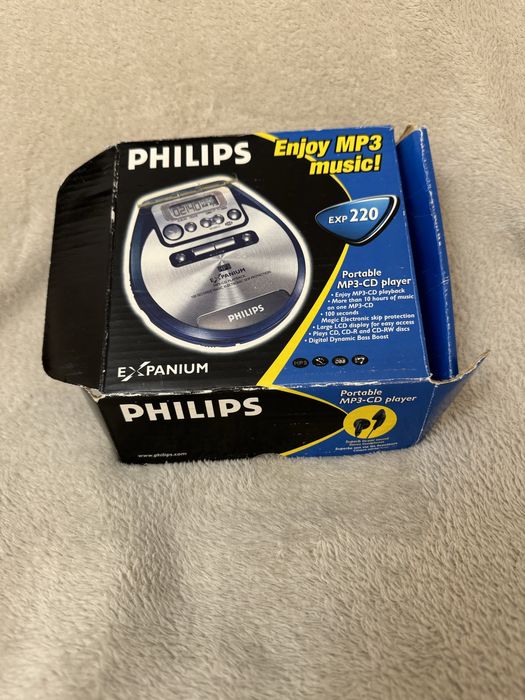 PHILIPS
Enjoy MP3
music!
EXP 220
Portable
MP3-CD player
• Enjoy MP3-CD playback
• More than 10 hours of music
on one MP3-CD
• 100 seconds
Magic Electronic skip protection
• Large LCD display for easy access
• Plays CD, CD-R and CD-RW discs
• Digital Dynamic Bass Boost
EXPANIUM
PHILIPS
EXPANIUM
MP3
DBB
PHILIPS
www.philips.com
Portable
MP3-CD player